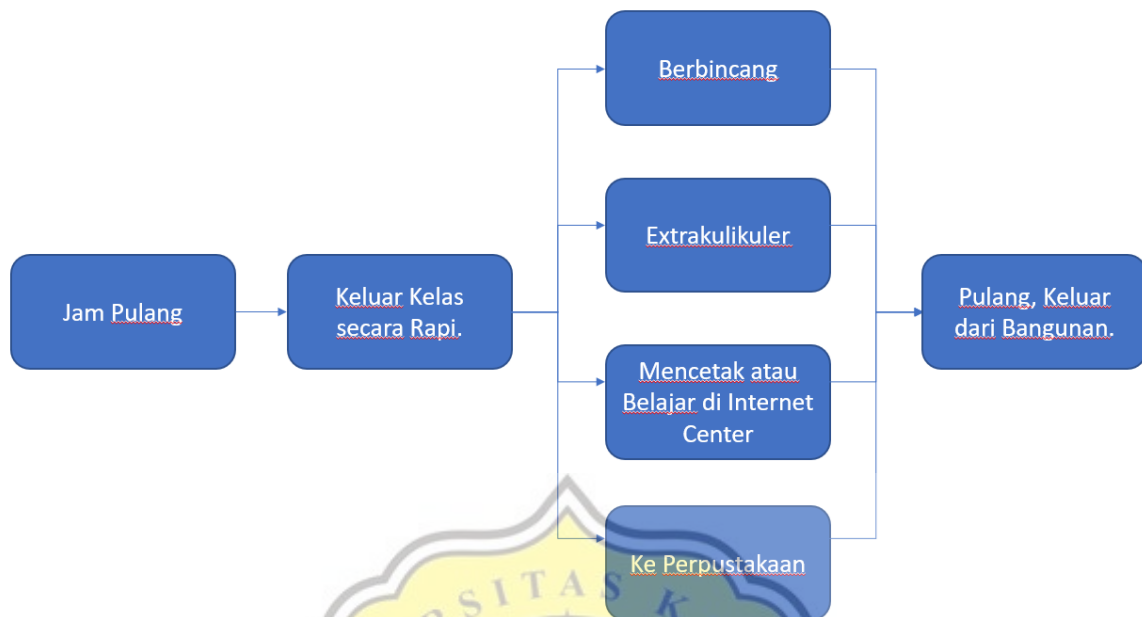 Berbincang
Extrakulikuler
Jam Pulang
Keluar Kelas
secara Rapi.
Pulang, Keluar
dari Bangunan.
Mencetak atau
Belajar di Internet
Center
Ke Perpustakaan
RSITAS K